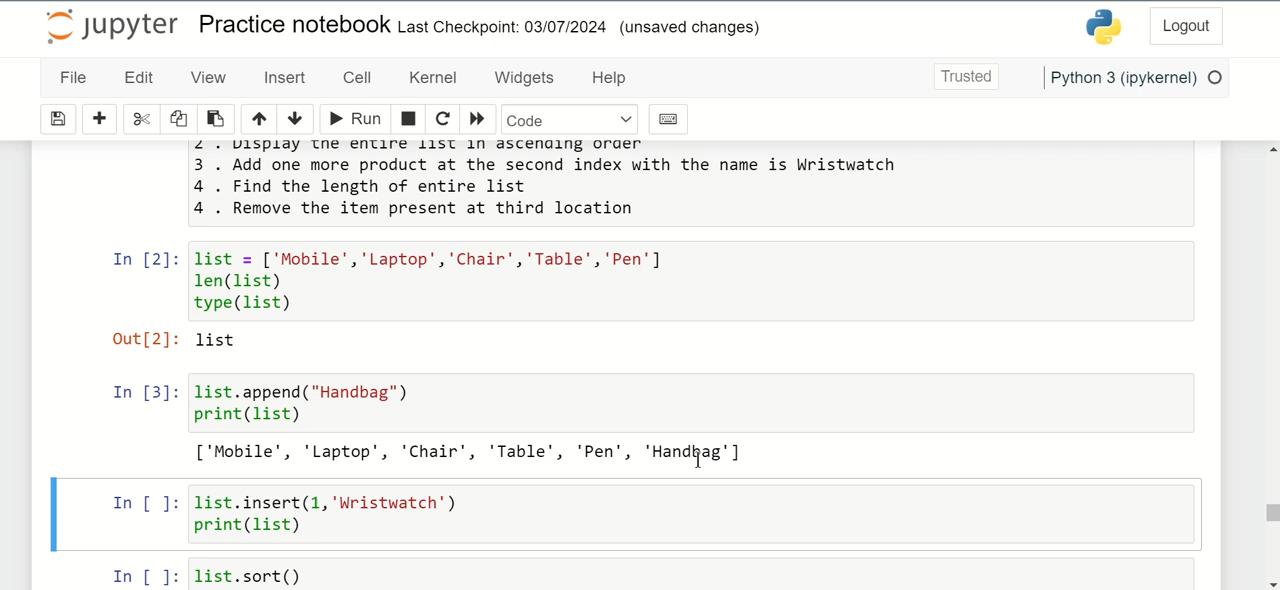 jupyter Practice notebook Last Checkpoint: 03/07/2024 (unsaved changes) Logout
File Edit View Insert Cell Kernel Widgets Help Trusted Python 3 (ipykernel)
Run Code
2 . Display the entire list in ascending order
3 . Add one more product at the second index with the name is Wristwatch
4 . Find the length of entire list
4 . Remove the item present at third location
In [2]: list = ['Mobile','Laptop','Chair','Table','Pen']
len(list)
type(list)
Out[2]: list
In [3]: list.append("Handbag")
print(list)
['Mobile', 'Laptop', 'Chair', 'Table', 'Pen', 'Handbag']
In [ ]: list.insert(1,'Wristwatch')
print(list)
In [ ]: list.sort()